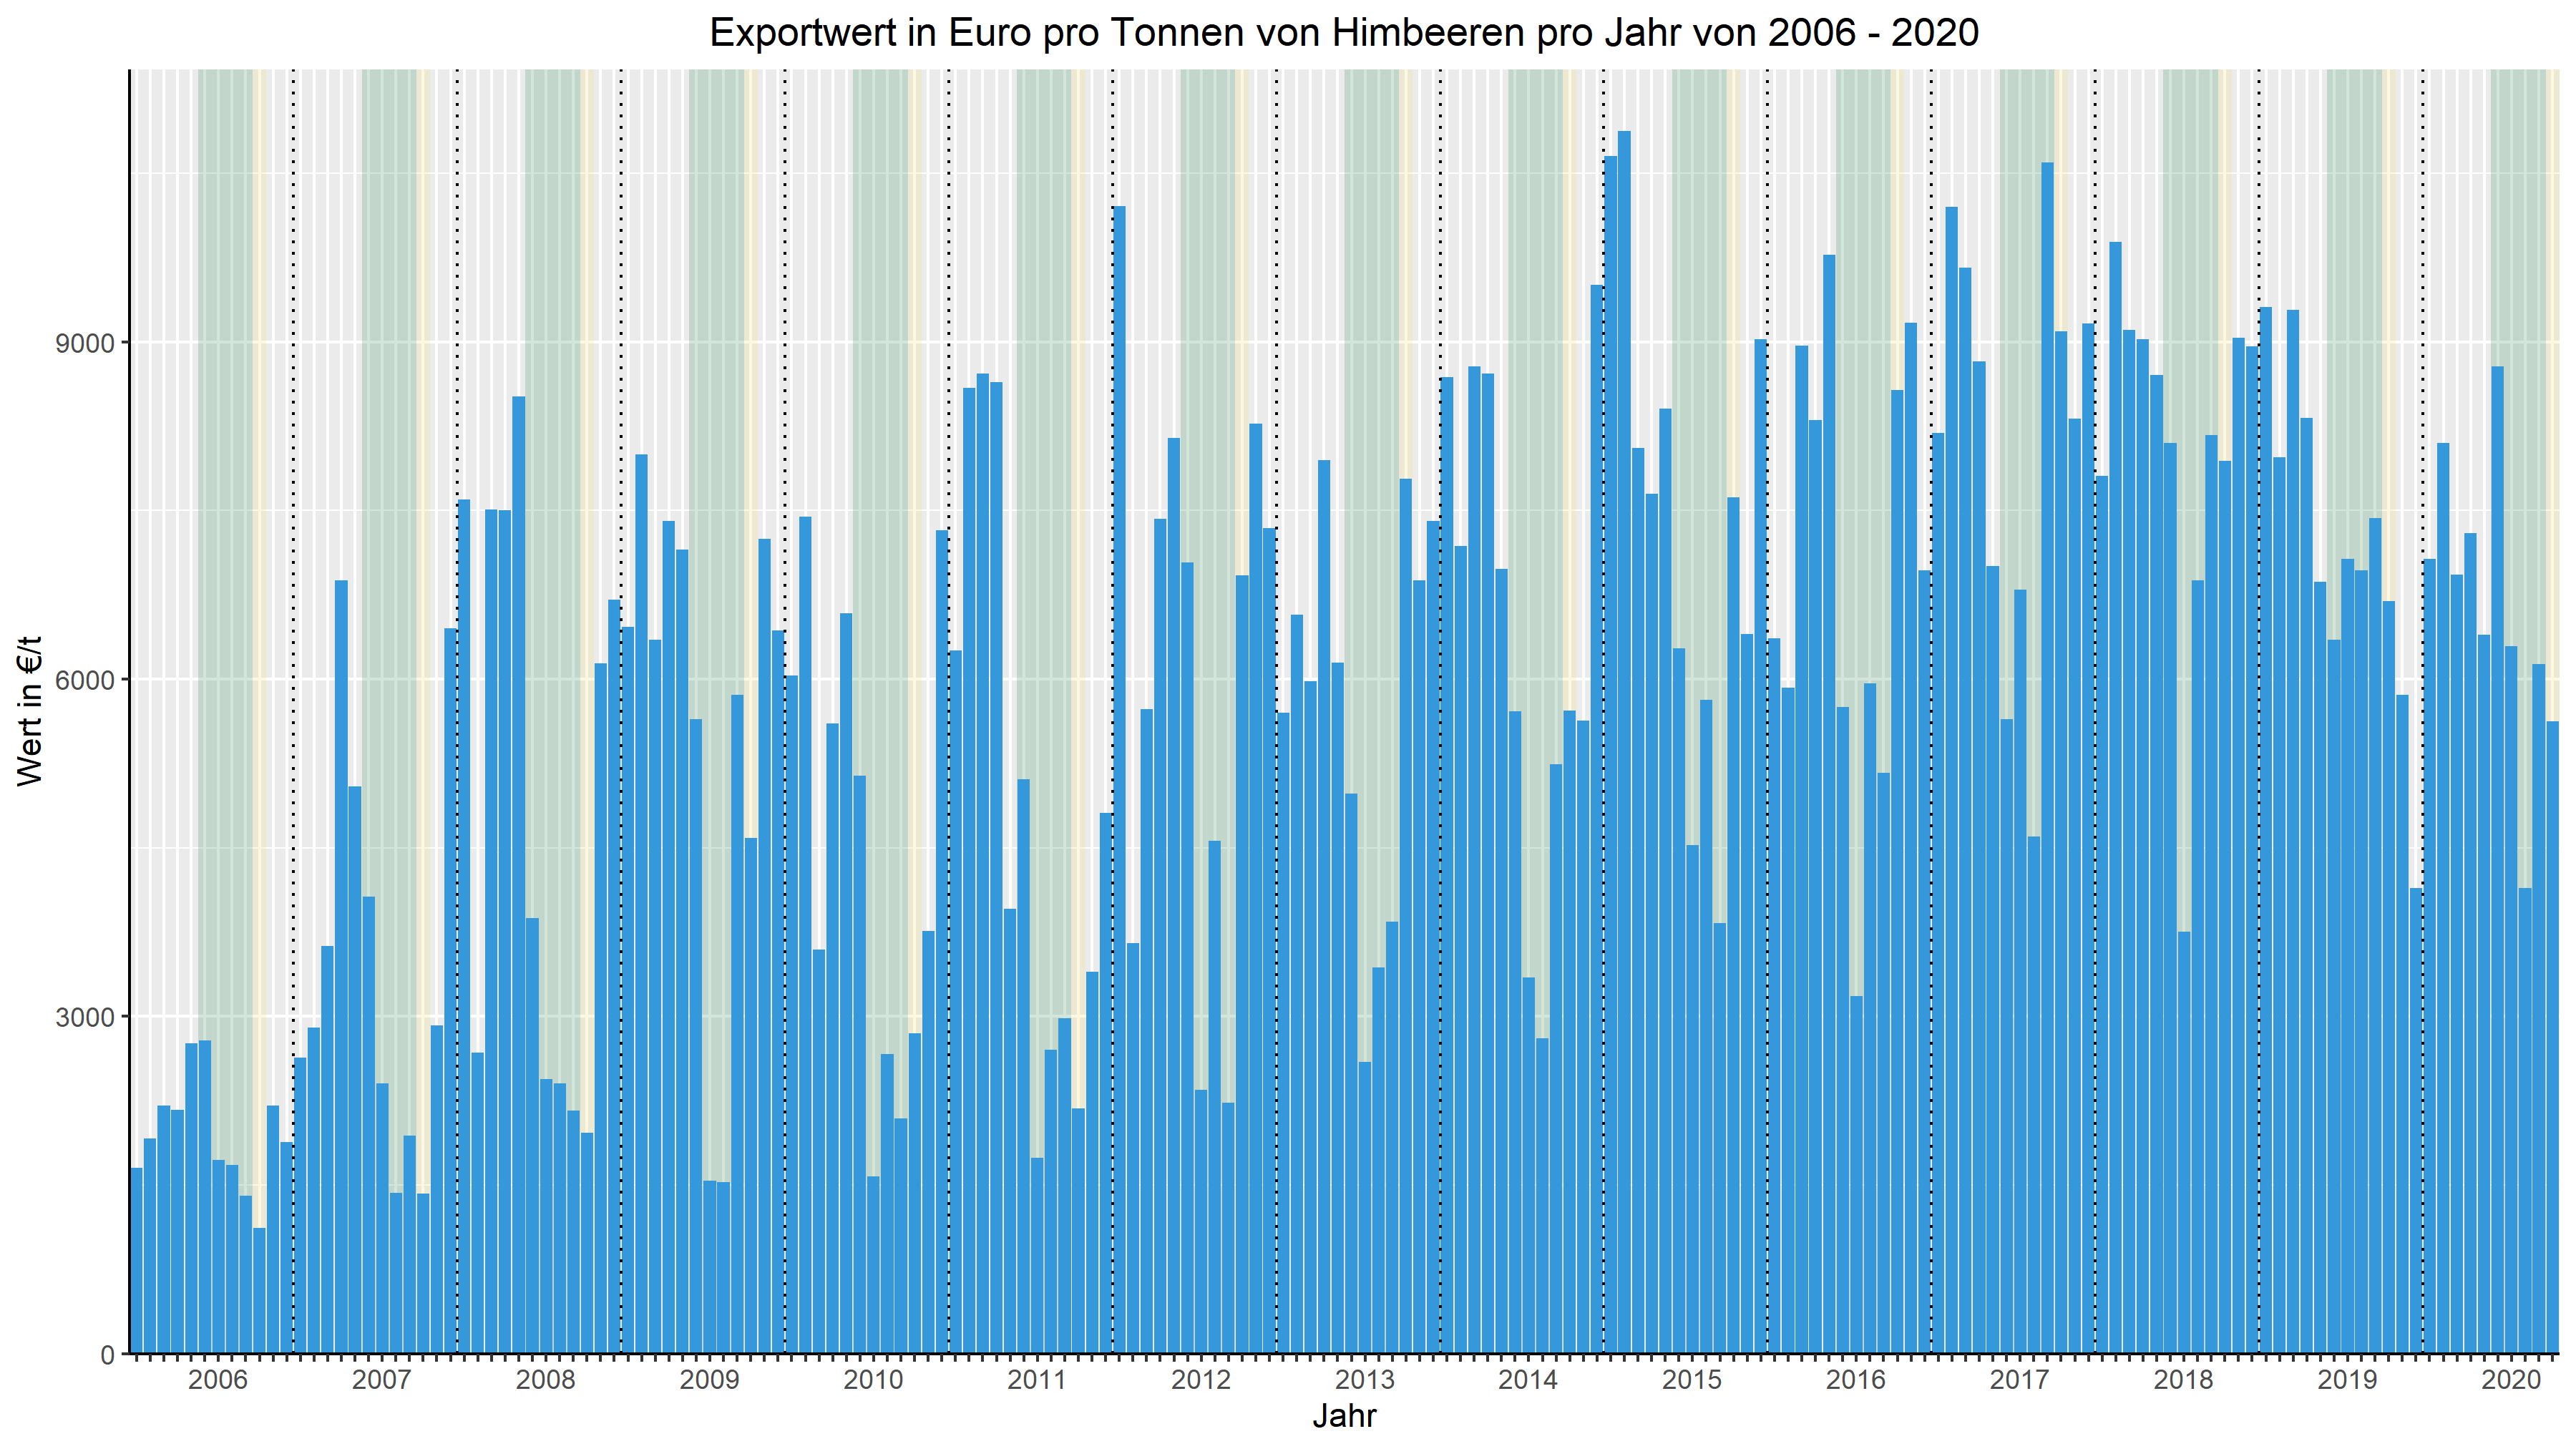 Exportwert in Euro pro Tonnen von Himbeeren pro Jahr von 2006 - 2020
Wert in €/t
9000
6000
3000
0
2006 2007 2008 2009 2010 2011 2012 2013 2014 2015 2016 2017 2018 2019 2020
Jahr